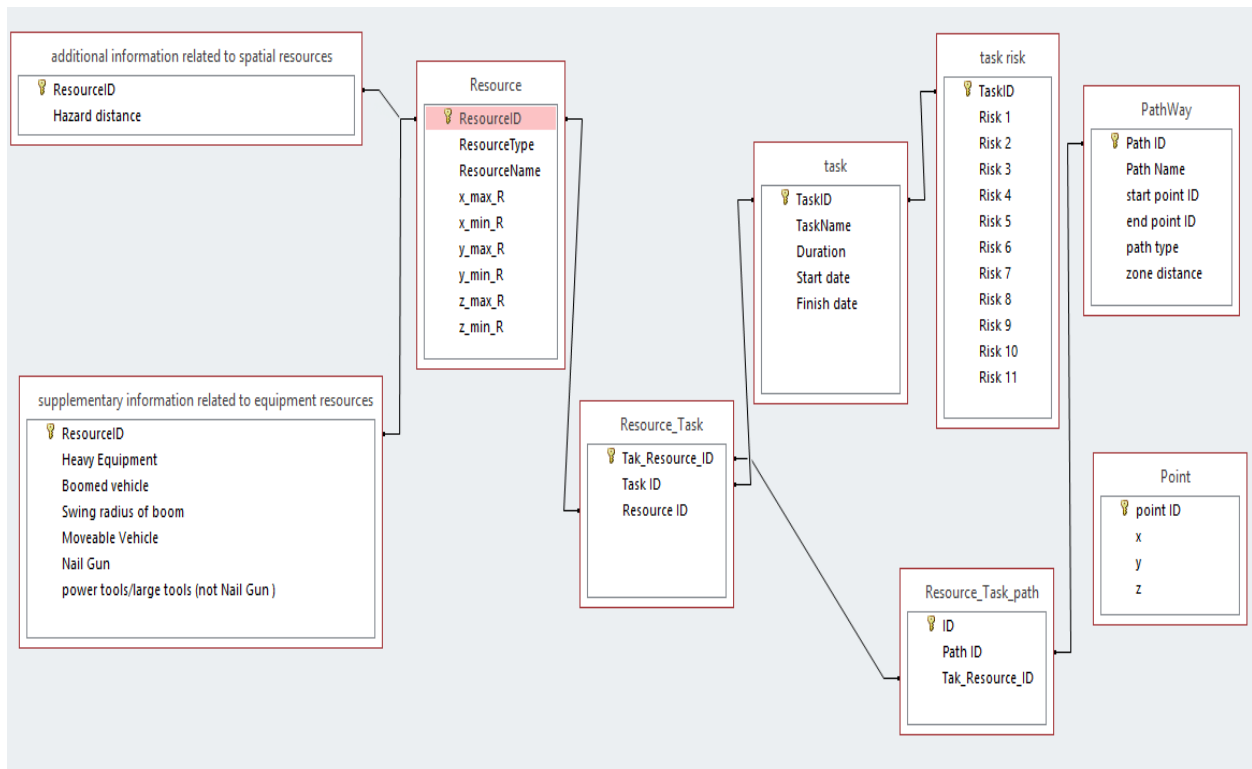 additional information related to spatial resources
ResourceID
Hazard distance
Resource
ResourceID
ResourceType
ResourceName
x_max_R
x_min_R
y_max_R
y_min_R
z_max_R
z_min_R
supplementary information related to equipment resources
ResourceID
Heavy Equipment
Boomed vehicle
Swing radius of boom
Moveable Vehicle
Nail Gun
power tools/large tools (not Nail Gun )
Resource_Task
Tak_Resource_ID
Task ID
Resource ID
task
TaskID
TaskName
Duration
Start date
Finish date
task risk
TaskID
Risk 1
Risk 2
Risk 3
Risk 4
Risk 5
Risk 6
Risk 7
Risk 8
Risk 9
Risk 10
Risk 11
PathWay
Path ID
Path Name
start point ID
end point ID
path type
zone distance
Point
point ID
x
y
z
Resource_Task_path
ID
Path ID
Tak_Resource_ID